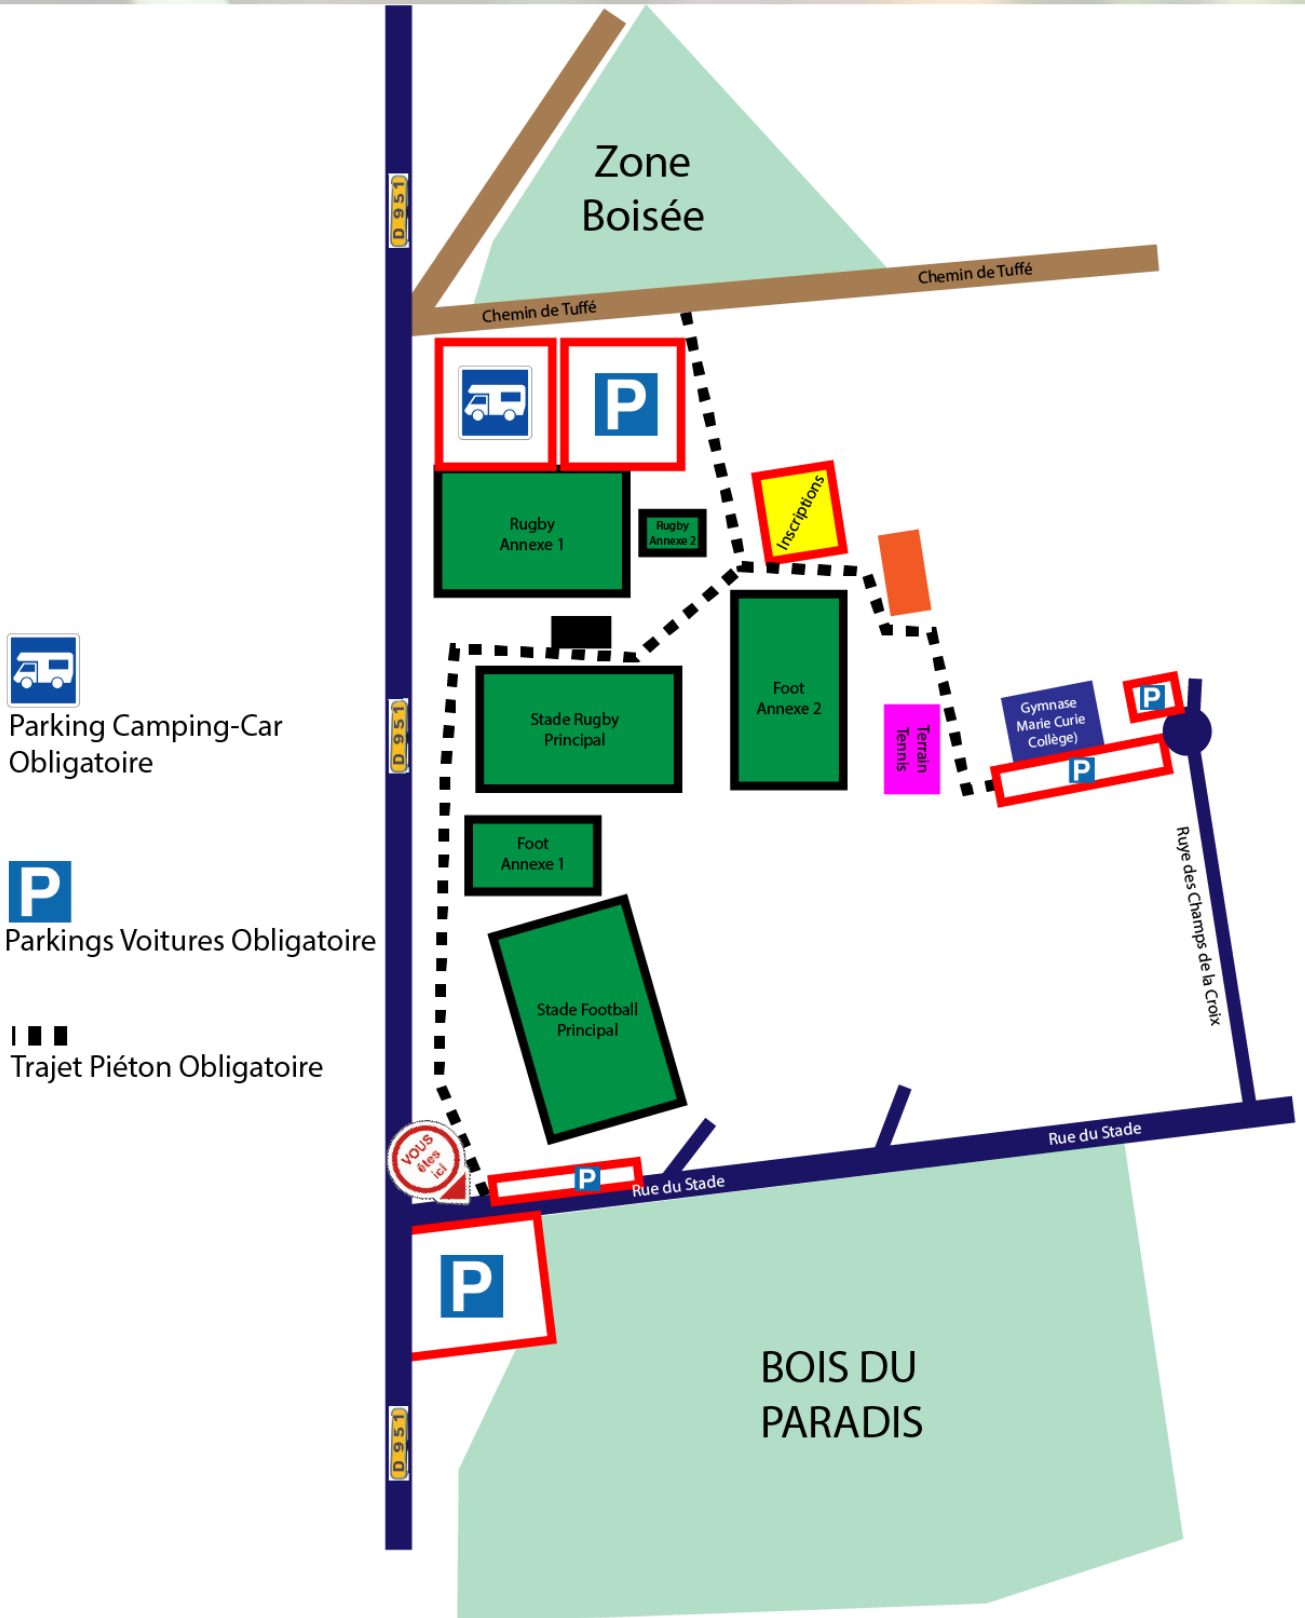 Zone
Boisée
D 951
Chemin de Tuffé
Chemin de Tuffé
P
Inscriptions
Rugby
Annexe 1
Rugby
Annexe 2
Parking Camping-Car
Obligatoire
D 951
Stade Rugby
Principal
Foot
Annexe 2
Terrain
Tennis
Gymnase
Marie Curie
Collège)
P
P
Foot
Annexe 1
P
Parkings Voitures Obligatoire
Ruye des Champs de la Croix
Stade Football
Principal
Trajet Piéton Obligatoire
VOUS
êtes
ici
P
Rue du Stade
Rue du Stade
P
BOIS DU
PARADIS
D 951